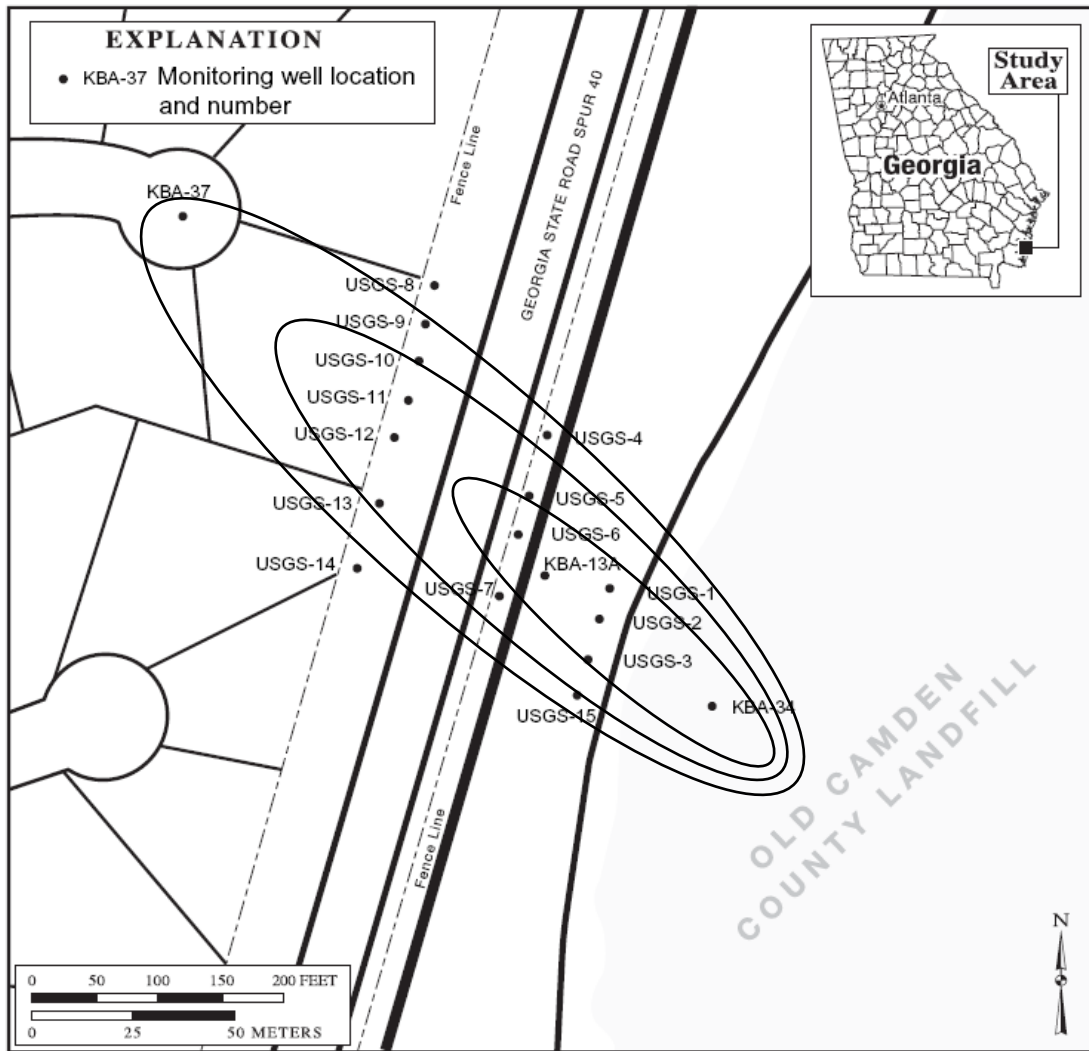 EXPLANATION
KBA-37 Monitoring well location
and number
Study
Area
Atlanta
Georgia
Fence Line
GEORGIA STATE ROAD SPUR 40
KBA-37
USGS-8
USGS-9
USGS-10
USGS-11
USGS-12
USGS-4
USGS-13
USGS-5
USGS-6
USGS-14
KBA-13A
USGS-7
USGS-1
USGS-2
USGS-3
USGS-15
KBA-34
OLD CAMDEN
COUNTY LANDFILL
Fence Line
N
0 50 100 150 200 FEET
0 25 50 METERS